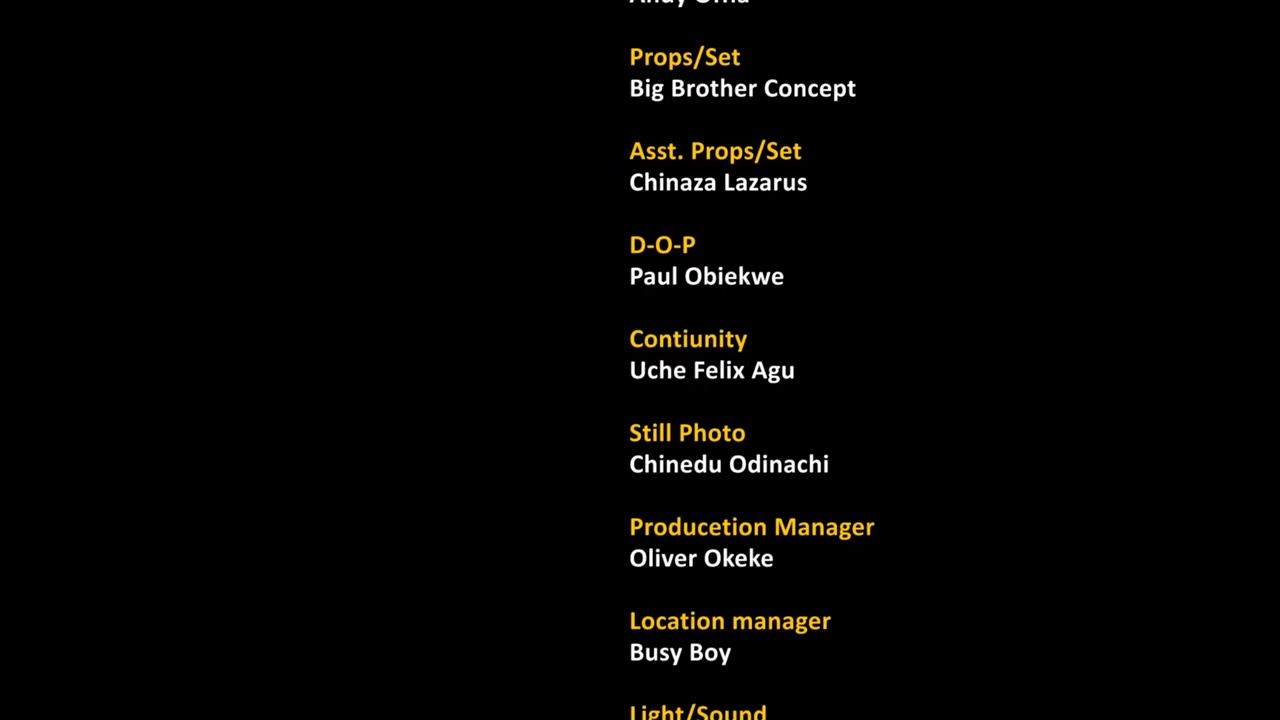 Props/Set
Big Brother Concept
Asst. Props/Set
Chinaza Lazarus
D-O-P
Paul Obiekwe
Contiunity
Uche Felix Agu
Still Photo
Chinedu Odinachi
Producetion Manager
Oliver Okeke
Location manager
Busy Boy
Light/Sound